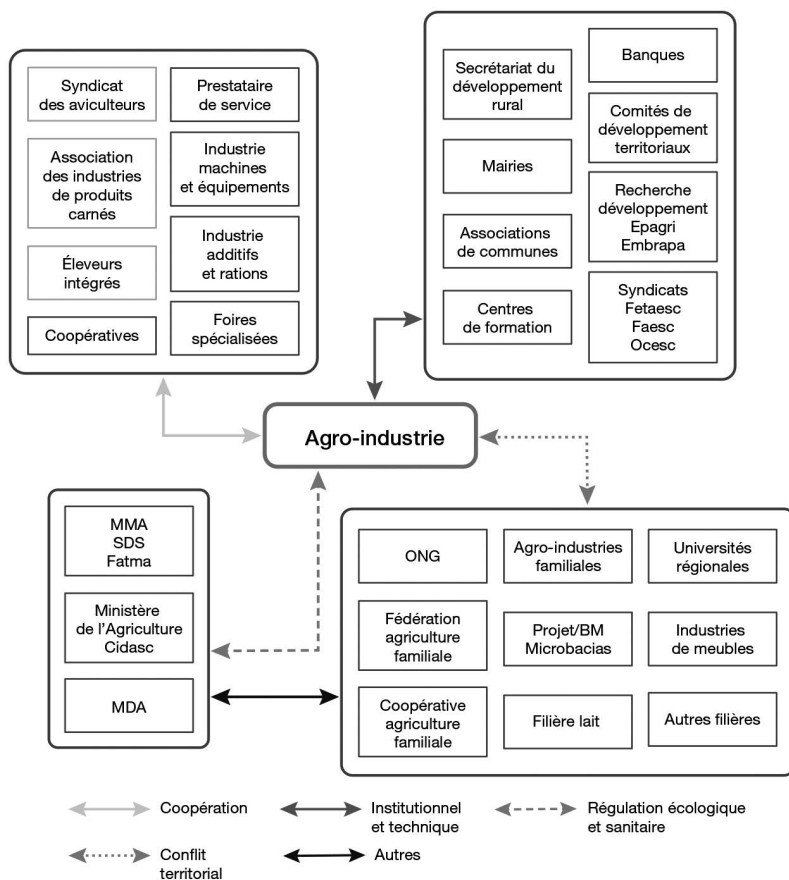 Syndicat
des aviculteurs
Prestataire
de service
Association
des industries
de produits
carnés
Industrie
machines
et équipements
Éleveurs
intégrés
Industrie
additifs
et rations
Coopératives
Foires
spécialisées
Secrétariat du
développement
rural
Banques
Mairies
Comités de
développement
territoriaux
Associations
de communes
Recherche
développement
Epagri
Embrapa
Centres
de formation
Syndicats
Fetaesc
Faesc
Ocesc
Agro-industrie
MMA
SDS
Fatma
Ministère
de l'Agriculture
Cidasc
MDA
ONG
Agro-industries
familiales
Universités
régionales
Fédération
agriculture
familiale
Projet/BM
Microbacias
Industries
de meubles
Coopérative
agriculture
familiale
Filière lait
Autres filières
Coopération
Institutionnel
et technique
Régulation écologique
et sanitaire
Conflit
territorial
Autres